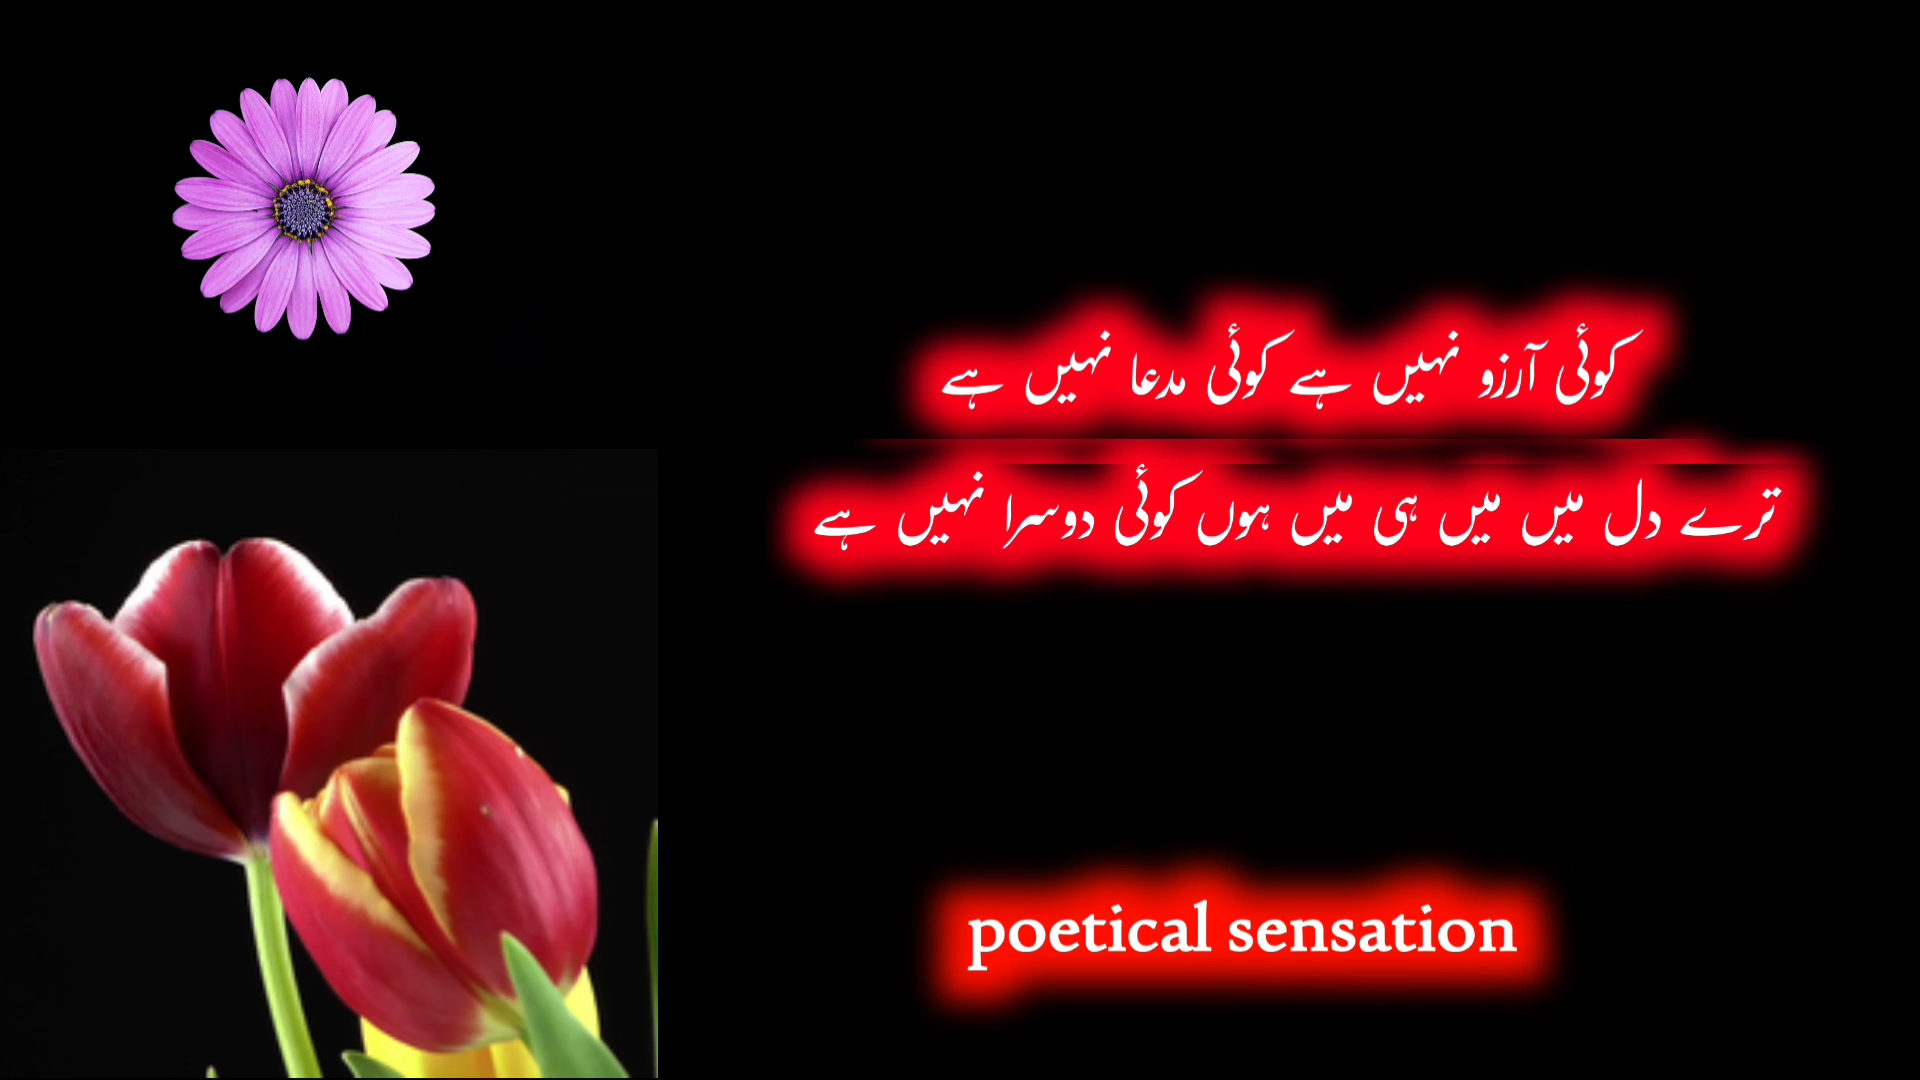 کوئی آرزو نہیں ہے کوئی مدعا نہیں ہے
ترے دل میں میں ہی میں ہوں کوئی دوسرا نہیں ہے
poetical sensation